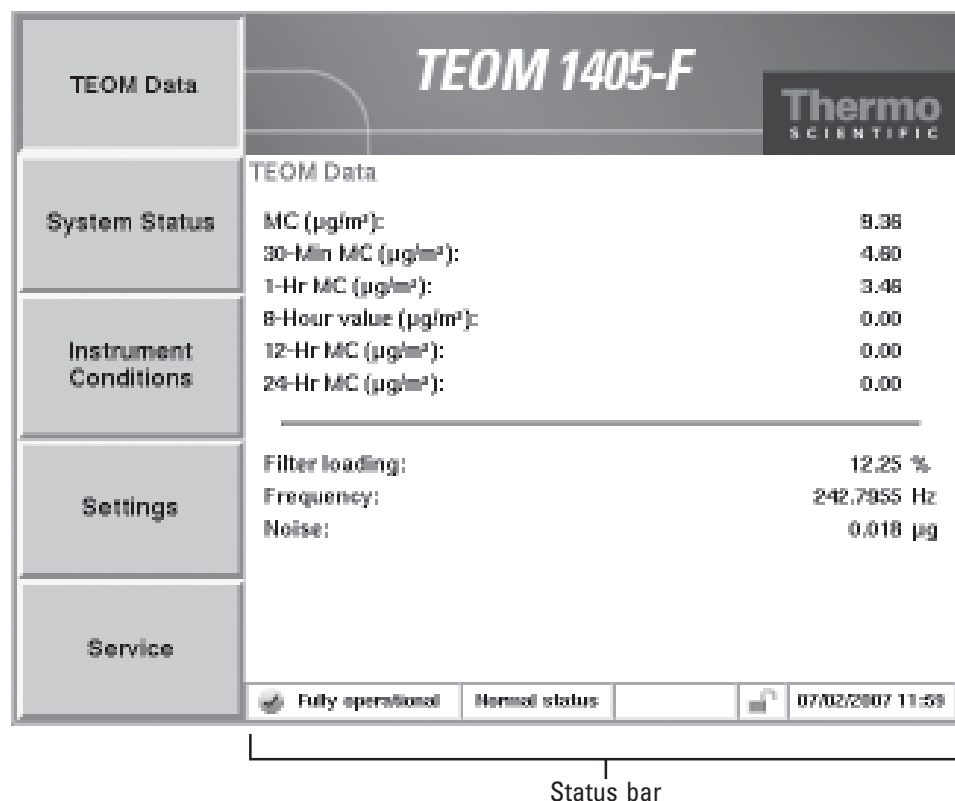 TEOM Data
System Status
Instrument
Conditions
Settings
Service
TEOM 1405-F
Thermo
SCIENTIFIC
TEOM Data
MC (µg/m³): 9.36
30-Min MC (µg/m³): 4.60
1-Hr MC (µg/m³): 3.46
8-Hour value (µg/m³): 0.00
12-Hr MC (µg/m³): 0.00
24-Hr MC (µg/m³): 0.00
Filter loading: 12.25 %
Frequency: 242.7955 Hz
Noise: 0.018 µg
Fully operational Normal status 07/02/2007 11:59
Status bar